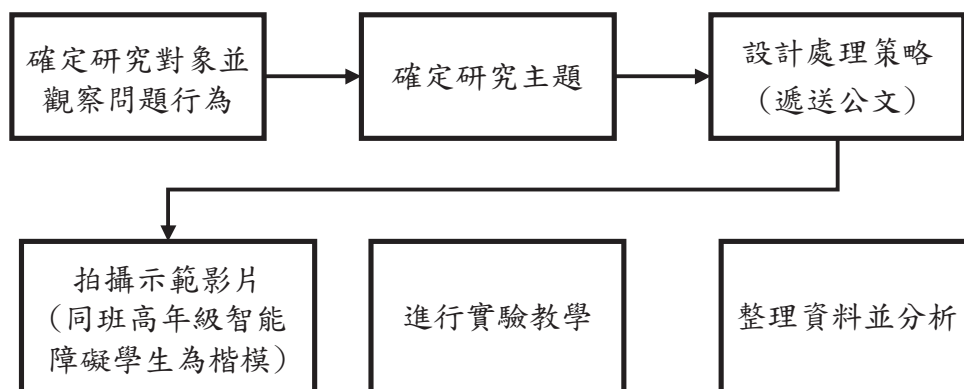 確定研究對象並
觀察問題行為
確定研究主題
設計處理策略
（遞送公文）
拍攝示範影片
（同班高年級智能
障礙學生為楷模）
進行實驗教學
整理資料並分析